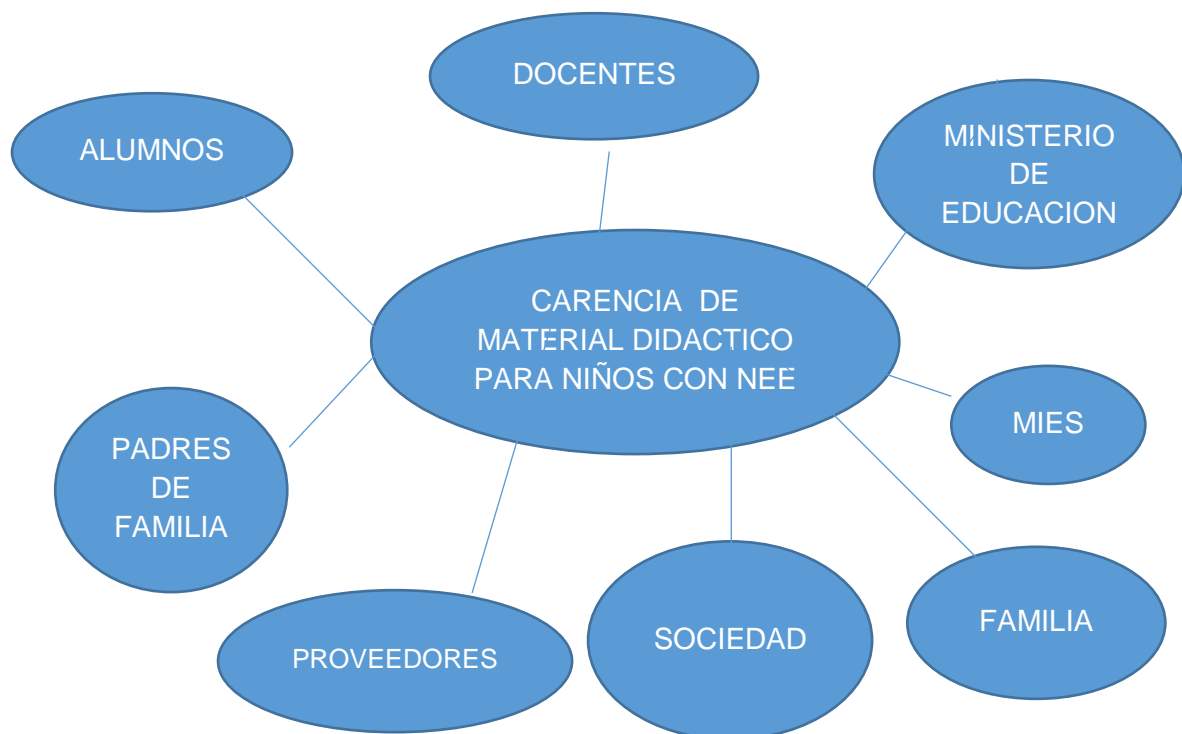 DOCENTES
ALUMNOS
MINISTERIO
DE
EDUCACION
CARENCIA DE
MATERIAL DIDACTICO
PARA NIÑOS CON NEE
MIES
PADRES
DE
FAMILIA
FAMILIA
SOCIEDAD
PROVEEDORES